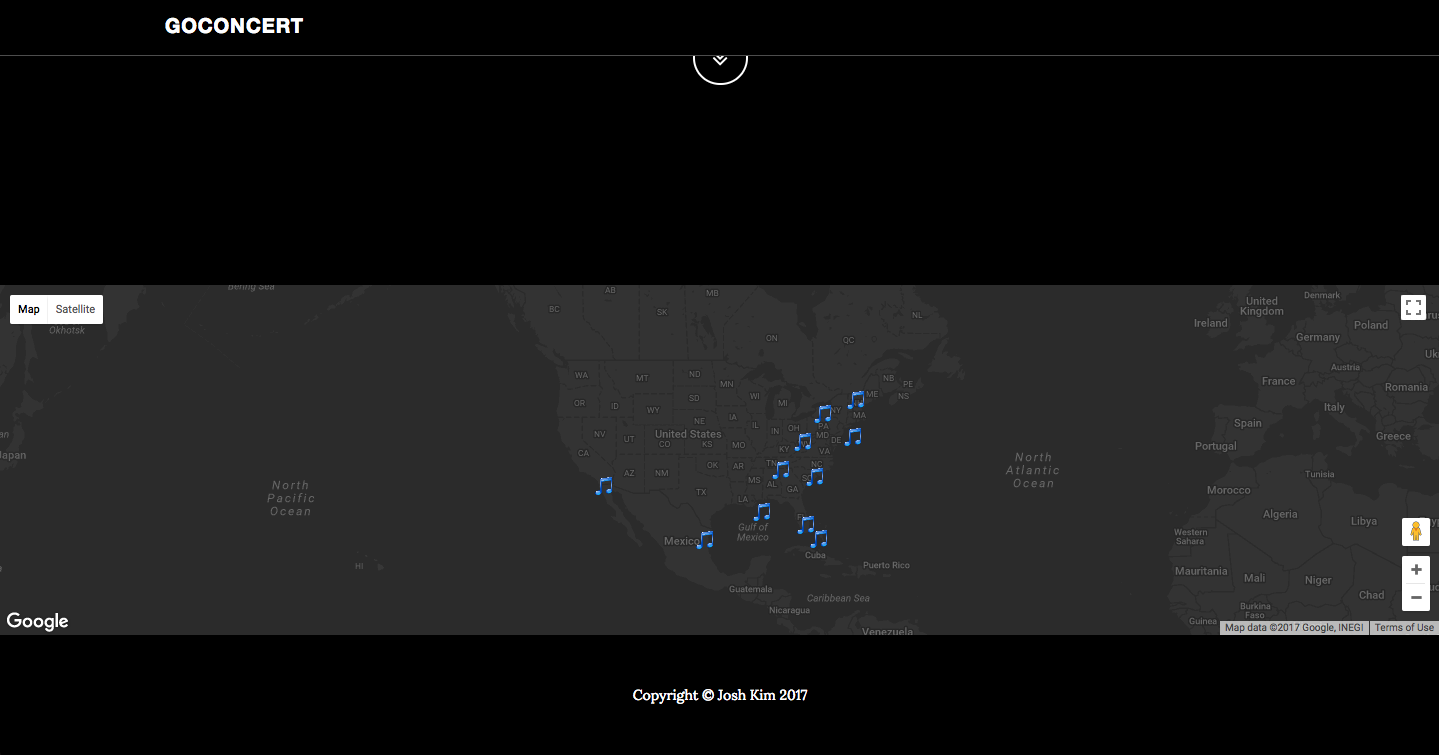 GOCONCERT
Bering Sea
AB
MB
Map
Satellite
Okhotsk
BC
SK
NL
ON
QC
United
Kingdom
Denmark
Ireland
Poland
Germany
WA
MT
ND
MN
NB
PE
ME
NS
Austria
France
Romania
OR
ID
WY
SD
WI
MI
NY
MA
Italy
NE
IA
IL
IN
OH
PA
MD
DE
Spain
Greece
Portugal
NV
UT
United States
CO
KS
MO
KY
VA
Japan
CA
AZ
NM
OK
AR
TN
NC
North
Atlantic
Ocean
Tunisia
Morocco
North
Pacific
Ocean
TX
LA
MS
AL
GA
SC
Algeria
Libya
Gulf of
Mexico
Mexico
Cuba
Western
Sahara
HI
Puerto Rico
Mauritania
Mali
Niger
Chad
Guatemala
Caribbean Sea
Nicaragua
Burkina
Faso
Guinea
Venezuela
Google
Map data ©2017 Google, INEGI
Terms of Use
Copyright © Josh Kim 2017